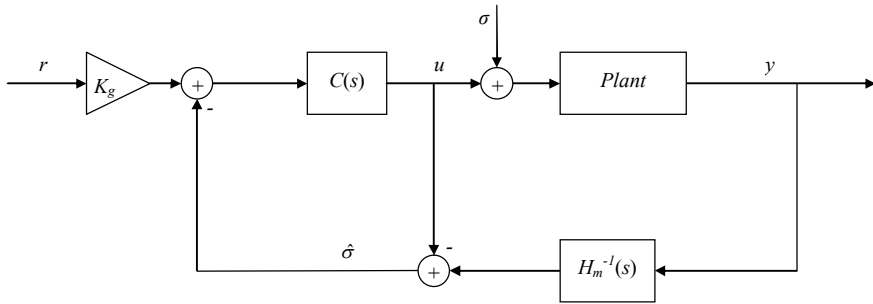 σ
r
K_g
+
-
C(s)
u
+
Plant
y
σ̂
-
+
H_m^{-1}(s)